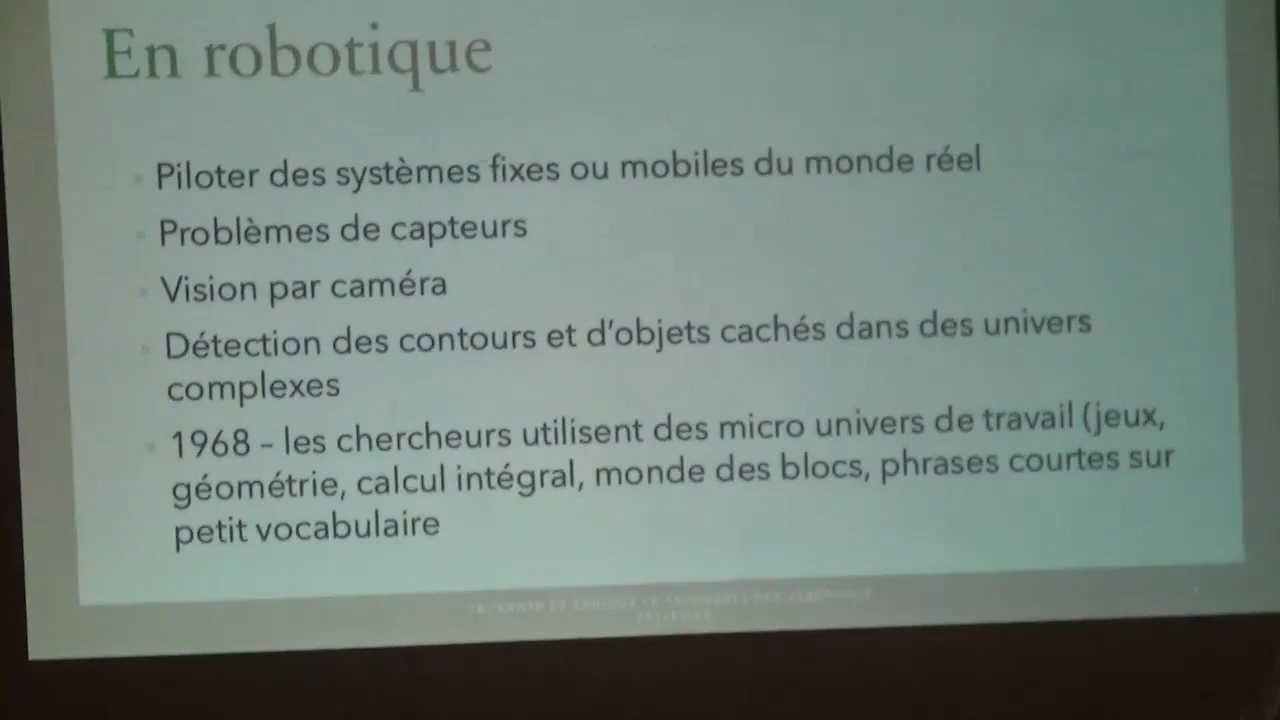 En robotique
Piloter des systèmes fixes ou mobiles du monde réel
Problèmes de capteurs
Vision par caméra
Détection des contours et d'objets cachés dans des univers
complexes
1968 – les chercheurs utilisent des micro univers de travail (jeux,
géométrie, calcul intégral, monde des blocs, phrases courtes sur
petit vocabulaire